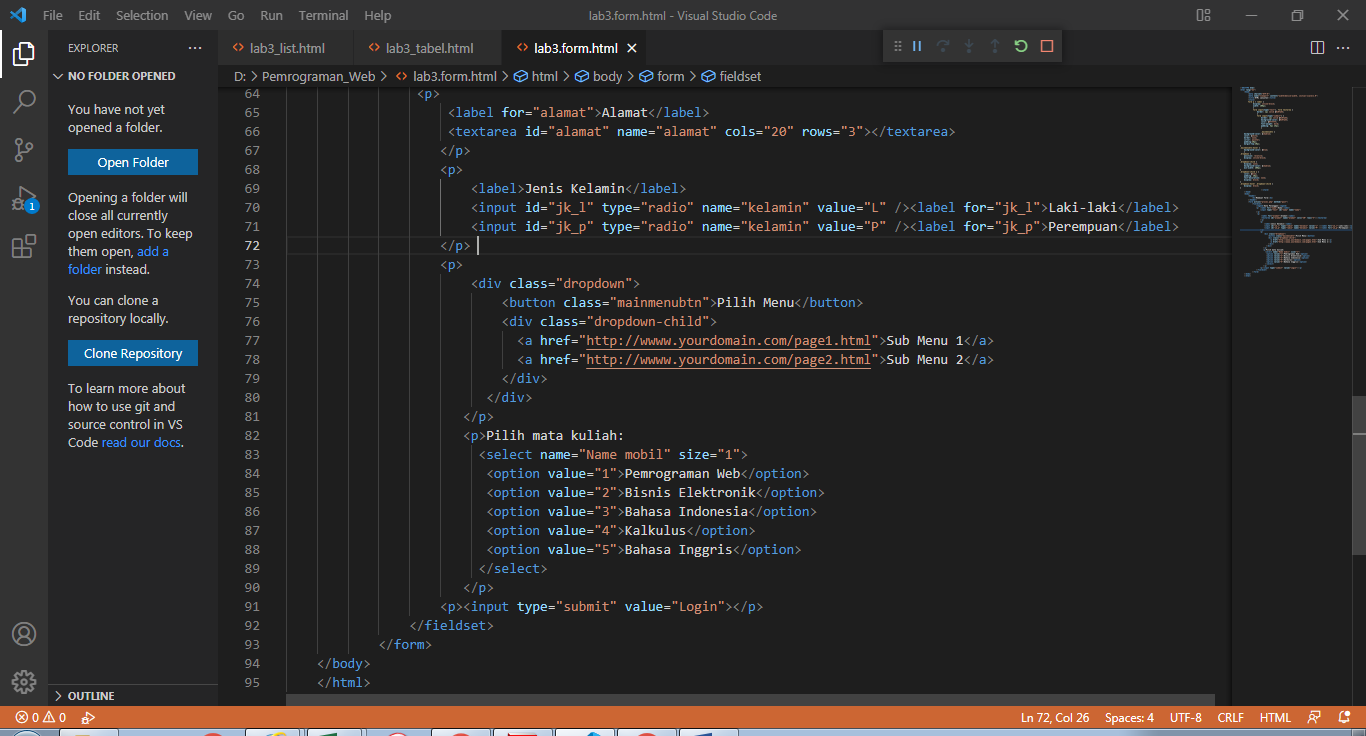 File Edit Selection View Go Run Terminal Help
lab3.form.html - Visual Studio Code
EXPLORER
NO FOLDER OPENED
You have not yet
opened a folder.
Open Folder
Opening a folder will
close all currently
open editors. To keep
them open, add a
folder instead.
You can clone a
repository locally.
Clone Repository
To learn more about
how to use git and
source control in VS
Code read our docs.
OUTLINE
1
lab3_list.html lab3_tabel.html lab3.form.html
D: > Pemrograman_Web > lab3.form.html > html > body > form > fieldset
64 <p>
65 <label for="alamat">Alamat</label>
66 <textarea id="alamat" name="alamat" cols="20" rows="3"></textarea>
67 </p>
68 <p>
69 <label>Jenis Kelamin</label>
70 <input id="jk_l" type="radio" name="kelamin" value="L" /><label for="jk_l">Laki-laki</label>
71 <input id="jk_p" type="radio" name="kelamin" value="P" /><label for="jk_p">Perempuan</label>
72 </p>
73 <p>
74 <div class="dropdown">
75 <button class="mainmenubtn">Pilih Menu</button>
76 <div class="dropdown-child">
77 <a href="http://wwww.yourdomain.com/page1.html">Sub Menu 1</a>
78 <a href="http://wwww.yourdomain.com/page2.html">Sub Menu 2</a>
79 </div>
80 </div>
81 </p>
82 <p>Pilih mata kuliah:
83 <select name="Name mobil" size="1">
84 <option value="1">Pemrograman Web</option>
85 <option value="2">Bisnis Elektronik</option>
86 <option value="3">Bahasa Indonesia</option>
87 <option value="4">Kalkulus</option>
88 <option value="5">Bahasa Inggris</option>
89 </select>
90 </p>
91 <p><input type="submit" value="Login"></p>
92 </fieldset>
93 </form>
94 </body>
95 </html>
0 0
Ln 72, Col 26 Spaces: 4 UTF-8 CRLF HTML